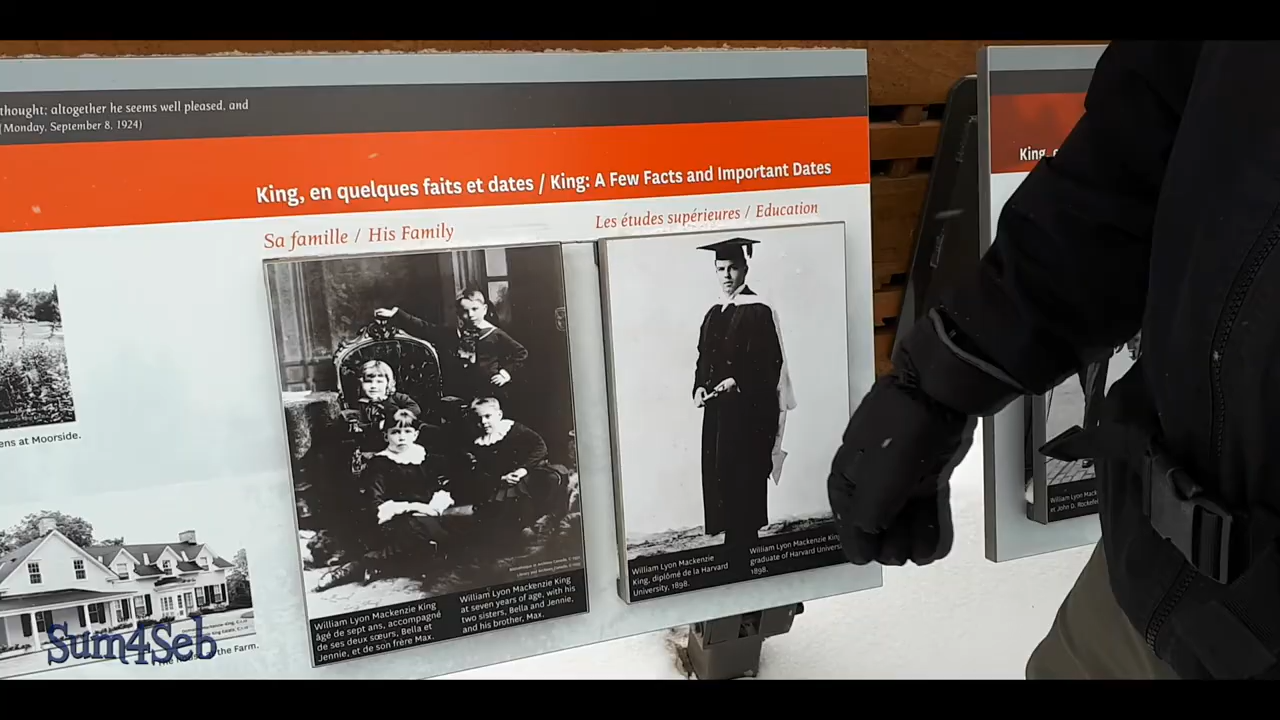 thought; altogether he seems well pleased, and
(Monday, September 8, 1924)
King, en quelques faits et dates / King: A Few Facts and Important Dates
Sa famille / His Family
Les études supérieures / Education
ens at Moorside.
William Lyon Mackenzie King
âgé de sept ans, accompagné
de ses deux sœurs, Bella et
Jennie, et de son frère Max.
William Lyon Mackenzie King
at seven years of age, with his
two sisters, Bella and Jennie,
and his brother, Max.
William Lyon Mackenzie
King, diplômé de la Harvard
University, 1898.
William Lyon Mackenzie King
graduate of Harvard Universi
1898.
King,
William Lyon Mack
et John D. Rockefel
the Farm.
Sum4Seb